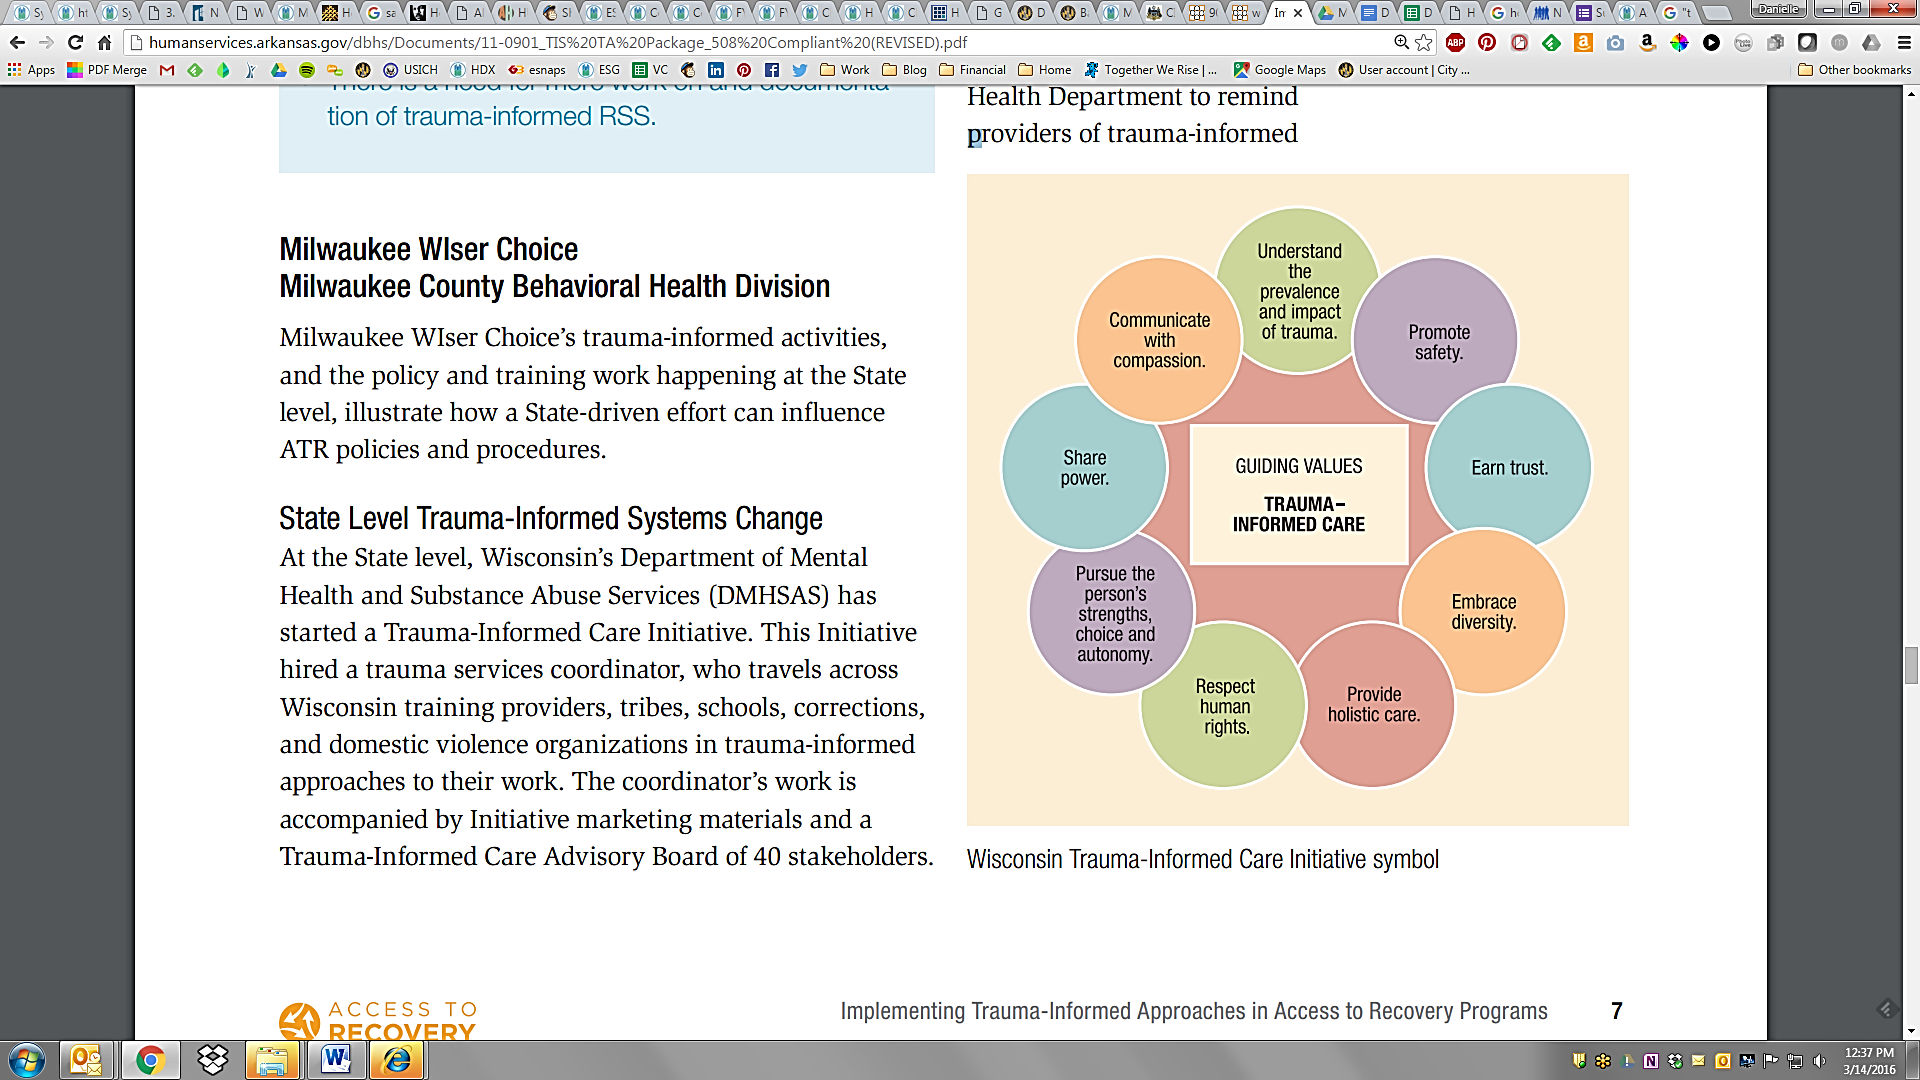 Danielle
humanservices.arkansas.gov/dbhs/Documents/11-0901_TIS%20TA%20Package_508%20Compliant%20(REVISED).pdf
Apps
PDF Merge
USICH
HDX
esnaps
ESG
VC
Work
Blog
Financial
Home
Together We Rise | ...
Google Maps
User account | City ...
Other bookmarks
tion of trauma-informed RSS.
Milwaukee WIser Choice
Milwaukee County Behavioral Health Division
Milwaukee WIser Choice’s trauma-informed activities,
and the policy and training work happening at the State
level, illustrate how a State-driven effort can influence
ATR policies and procedures.
State Level Trauma-Informed Systems Change
At the State level, Wisconsin’s Department of Mental
Health and Substance Abuse Services (DMHSAS) has
started a Trauma-Informed Care Initiative. This Initiative
hired a trauma services coordinator, who travels across
Wisconsin training providers, tribes, schools, corrections,
and domestic violence organizations in trauma-informed
approaches to their work. The coordinator’s work is
accompanied by Initiative marketing materials and a
Trauma-Informed Care Advisory Board of 40 stakeholders.
Health Department to remind
providers of trauma-informed
Understand
the
prevalence
and impact
of trauma.
Promote
safety.
Earn trust.
Embrace
diversity.
Provide
holistic care.
Respect
human
rights.
Pursue the
person’s
strengths,
choice and
autonomy.
Share
power.
Communicate
with
compassion.
GUIDING VALUES
TRAUMA–
INFORMED CARE
Wisconsin Trauma-Informed Care Initiative symbol
ACCESS TO
RECOVERY
Implementing Trauma-Informed Approaches in Access to Recovery Programs 7
12:37 PM
3/14/2016